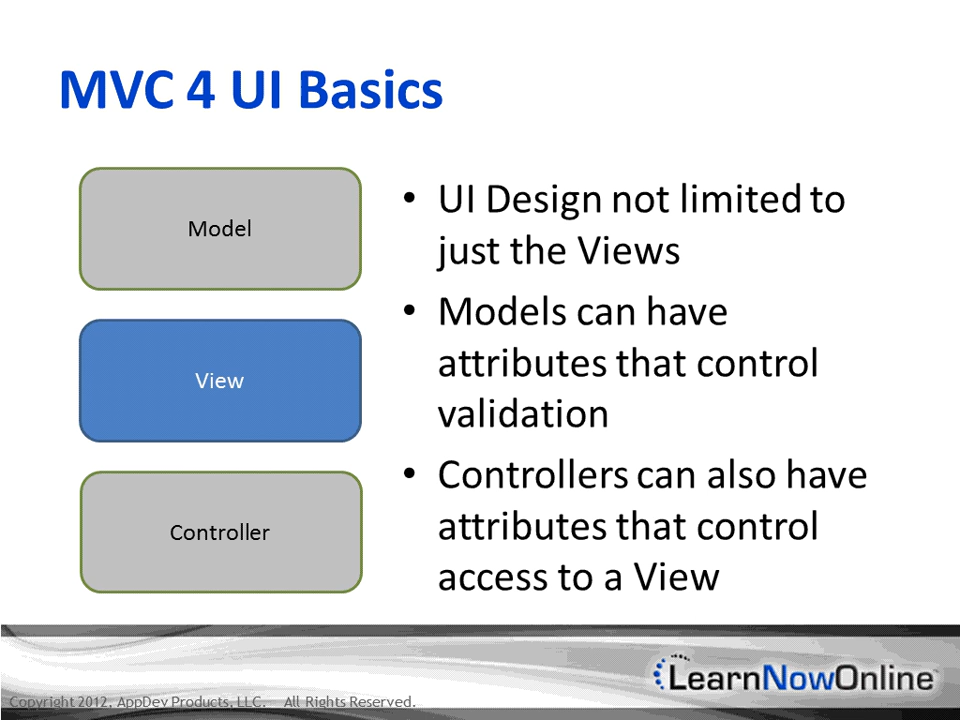 MVC 4 UI Basics
Model
View
Controller
• UI Design not limited to
just the Views
• Models can have
attributes that control
validation
• Controllers can also have
attributes that control
access to a View
LearnNowOnline
Copyright 2012. AppDev Products, LLC. All Rights Reserved.